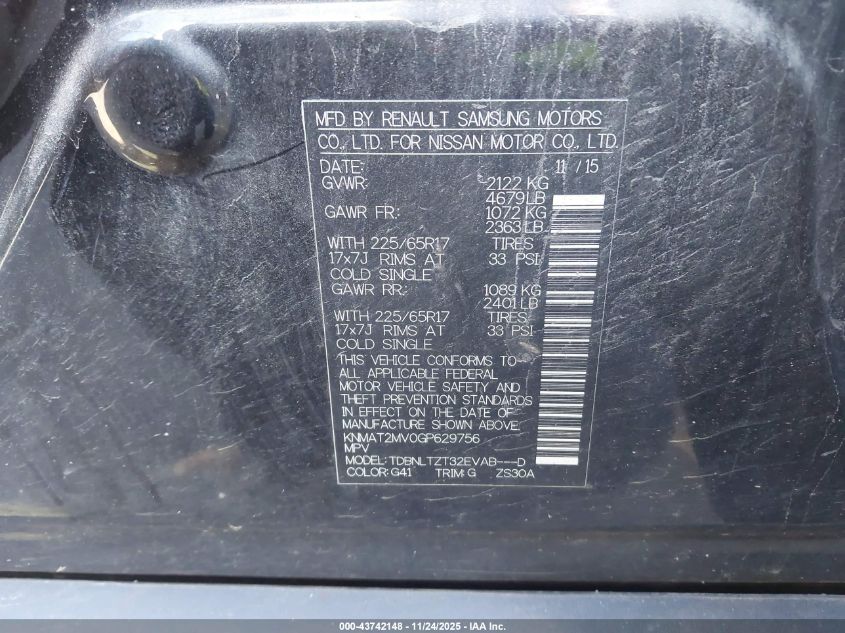 MFD BY RENAULT SAMSUNG MOTORS
CO., LTD. FOR NISSAN MOTOR CO., LTD.
DATE: 11 / 15
GVWR: 2122 KG
4679LB
GAWR FR: 1072 KG
2363LB
WITH 225/65R17 TIRES
17x7J RIMS AT 33 PSI
COLD SINGLE
GAWR RR: 1089 KG
2401LB
WITH 225/65R17 TIRES
17x7J RIMS AT 33 PSI
COLD SINGLE
THIS VEHICLE CONFORMS TO
ALL APPLICABLE FEDERAL
MOTOR VEHICLE SAFETY AND
THEFT PREVENTION STANDARDS
IN EFFECT ON THE DATE OF
MANUFACTURE SHOWN ABOVE.
KNMAT2MV0GP629756
MPV
MODEL: TDBNLTZT32EVAB----D
COLOR: G41 TRIM: G ZS30A
000-43742148 - 11/24/2025 - IAA Inc.